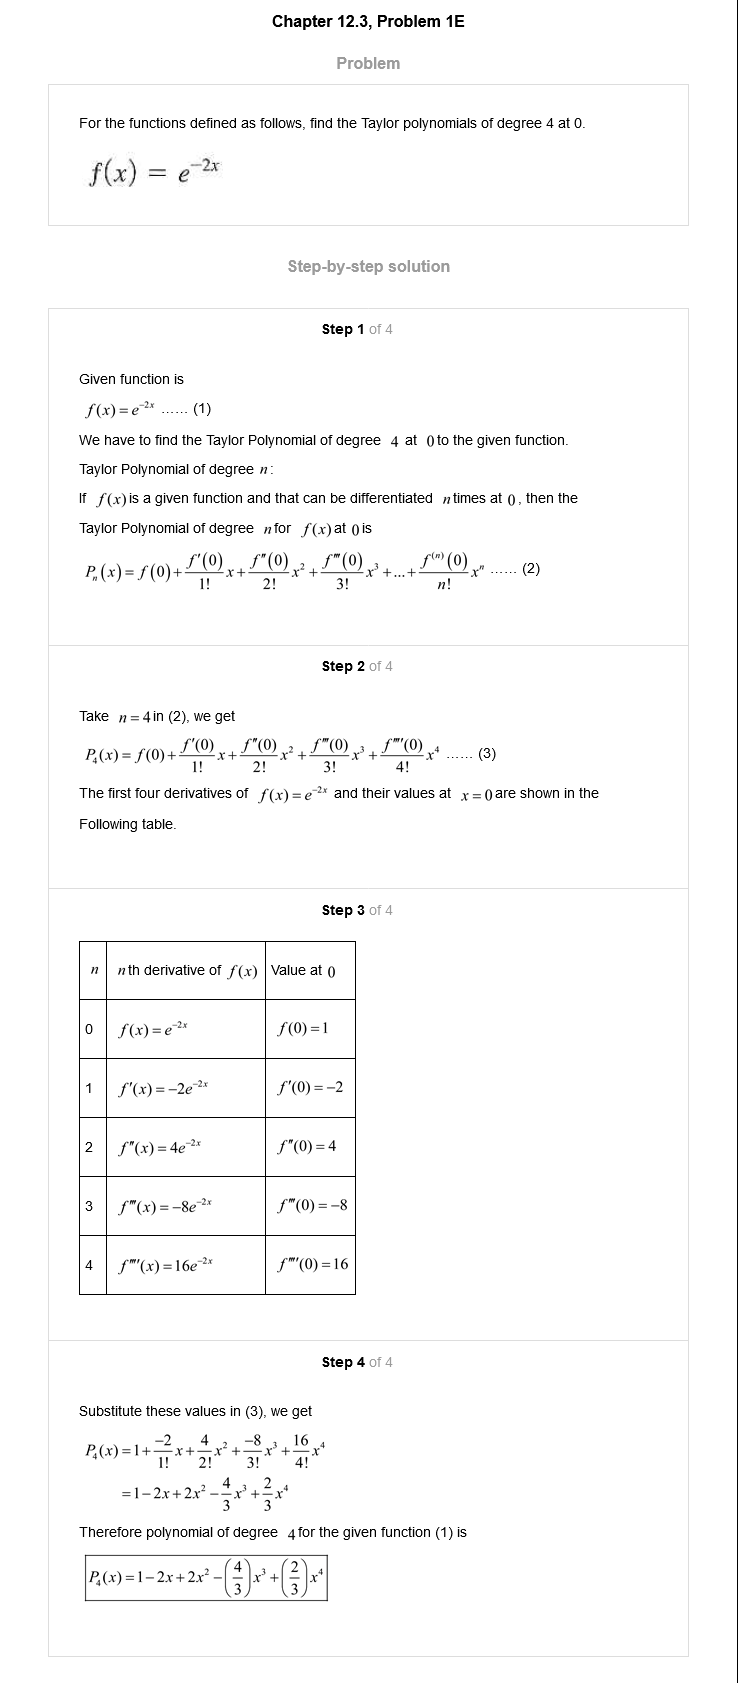 Chapter 12.3, Problem 1E
Problem
For the functions defined as follows, find the Taylor polynomials of degree 4 at 0.
f(x) = e^{-2x}
Step-by-step solution
Step 1 of 4
Given function is
f(x) = e^{-2x} ...... (1)
We have to find the Taylor Polynomial of degree 4 at 0 to the given function.
Taylor Polynomial of degree n:
If f(x) is a given function and that can be differentiated n times at 0, then the
Taylor Polynomial of degree n for f(x) at 0 is
P_n(x) = f(0) + \frac{f'(0)}{1!}x + \frac{f''(0)}{2!}x^2 + \frac{f'''(0)}{3!}x^3 + ... + \frac{f^{(n)}(0)}{n!}x^n ...... (2)
Step 2 of 4
Take n = 4 in (2), we get
P_4(x) = f(0) + \frac{f'(0)}{1!}x + \frac{f''(0)}{2!}x^2 + \frac{f'''(0)}{3!}x^3 + \frac{f''''(0)}{4!}x^4 ...... (3)
The first four derivatives of f(x) = e^{-2x} and their values at x = 0 are shown in the
Following table.
Step 3 of 4
n nth derivative of f(x) Value at 0
0 f(x) = e^{-2x} f(0) = 1
1 f'(x) = -2e^{-2x} f'(0) = -2
2 f''(x) = 4e^{-2x} f''(0) = 4
3 f'''(x) = -8e^{-2x} f'''(0) = -8
4 f''''(x) = 16e^{-2x} f''''(0) = 16
Step 4 of 4
Substitute these values in (3), we get
P_4(x) = 1 + \frac{-2}{1!}x + \frac{4}{2!}x^2 + \frac{-8}{3!}x^3 + \frac{16}{4!}x^4
= 1 - 2x + 2x^2 - \frac{4}{3}x^3 + \frac{2}{3}x^4
Therefore polynomial of degree 4 for the given function (1) is
P_4(x) = 1 - 2x + 2x^2 - (\frac{4}{3})x^3 + (\frac{2}{3})x^4